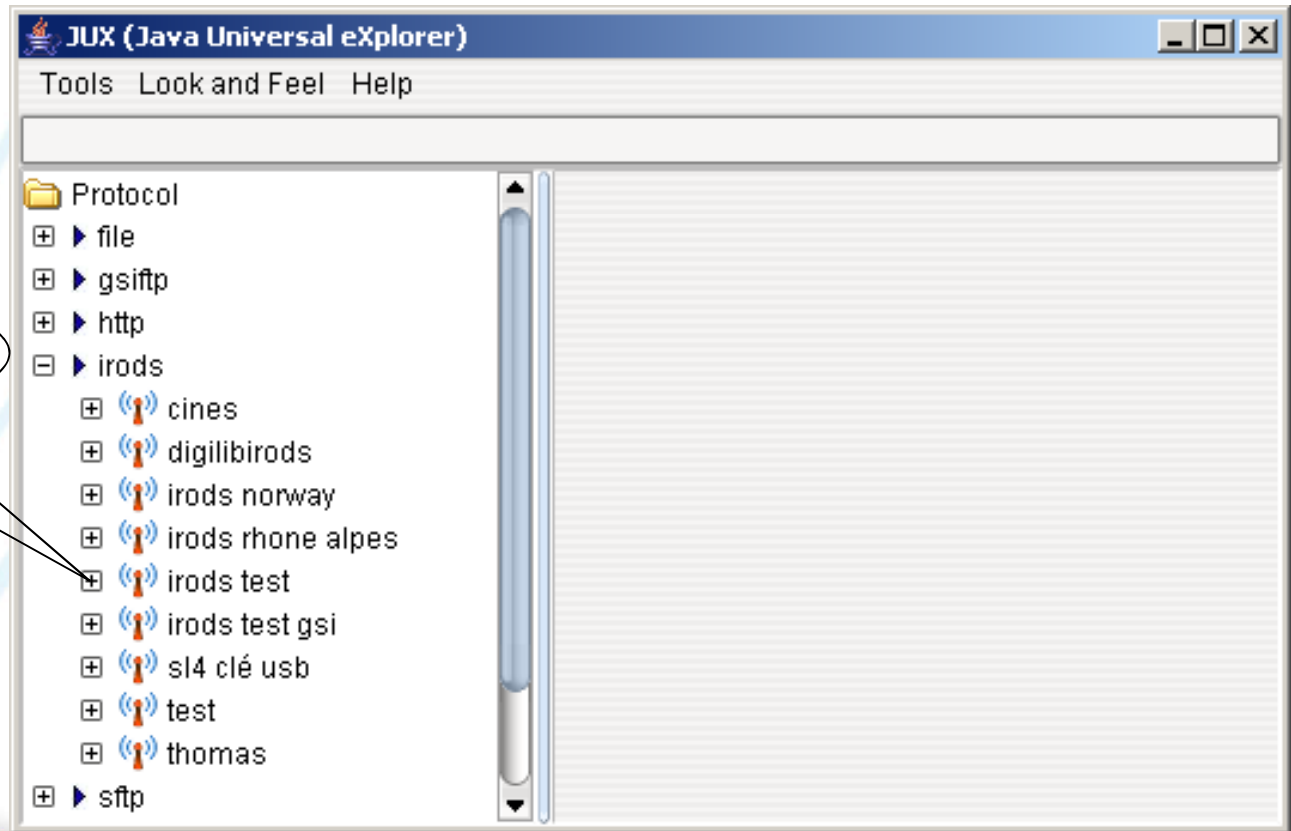 JUX (Java Universal eXplorer)
Tools Look and Feel Help
Protocol
file
gsiftp
http
irods
cines
digilibirods
irods norway
irods rhone alpes
irods test
irods test gsi
sl4 clé usb
test
thomas
sftp